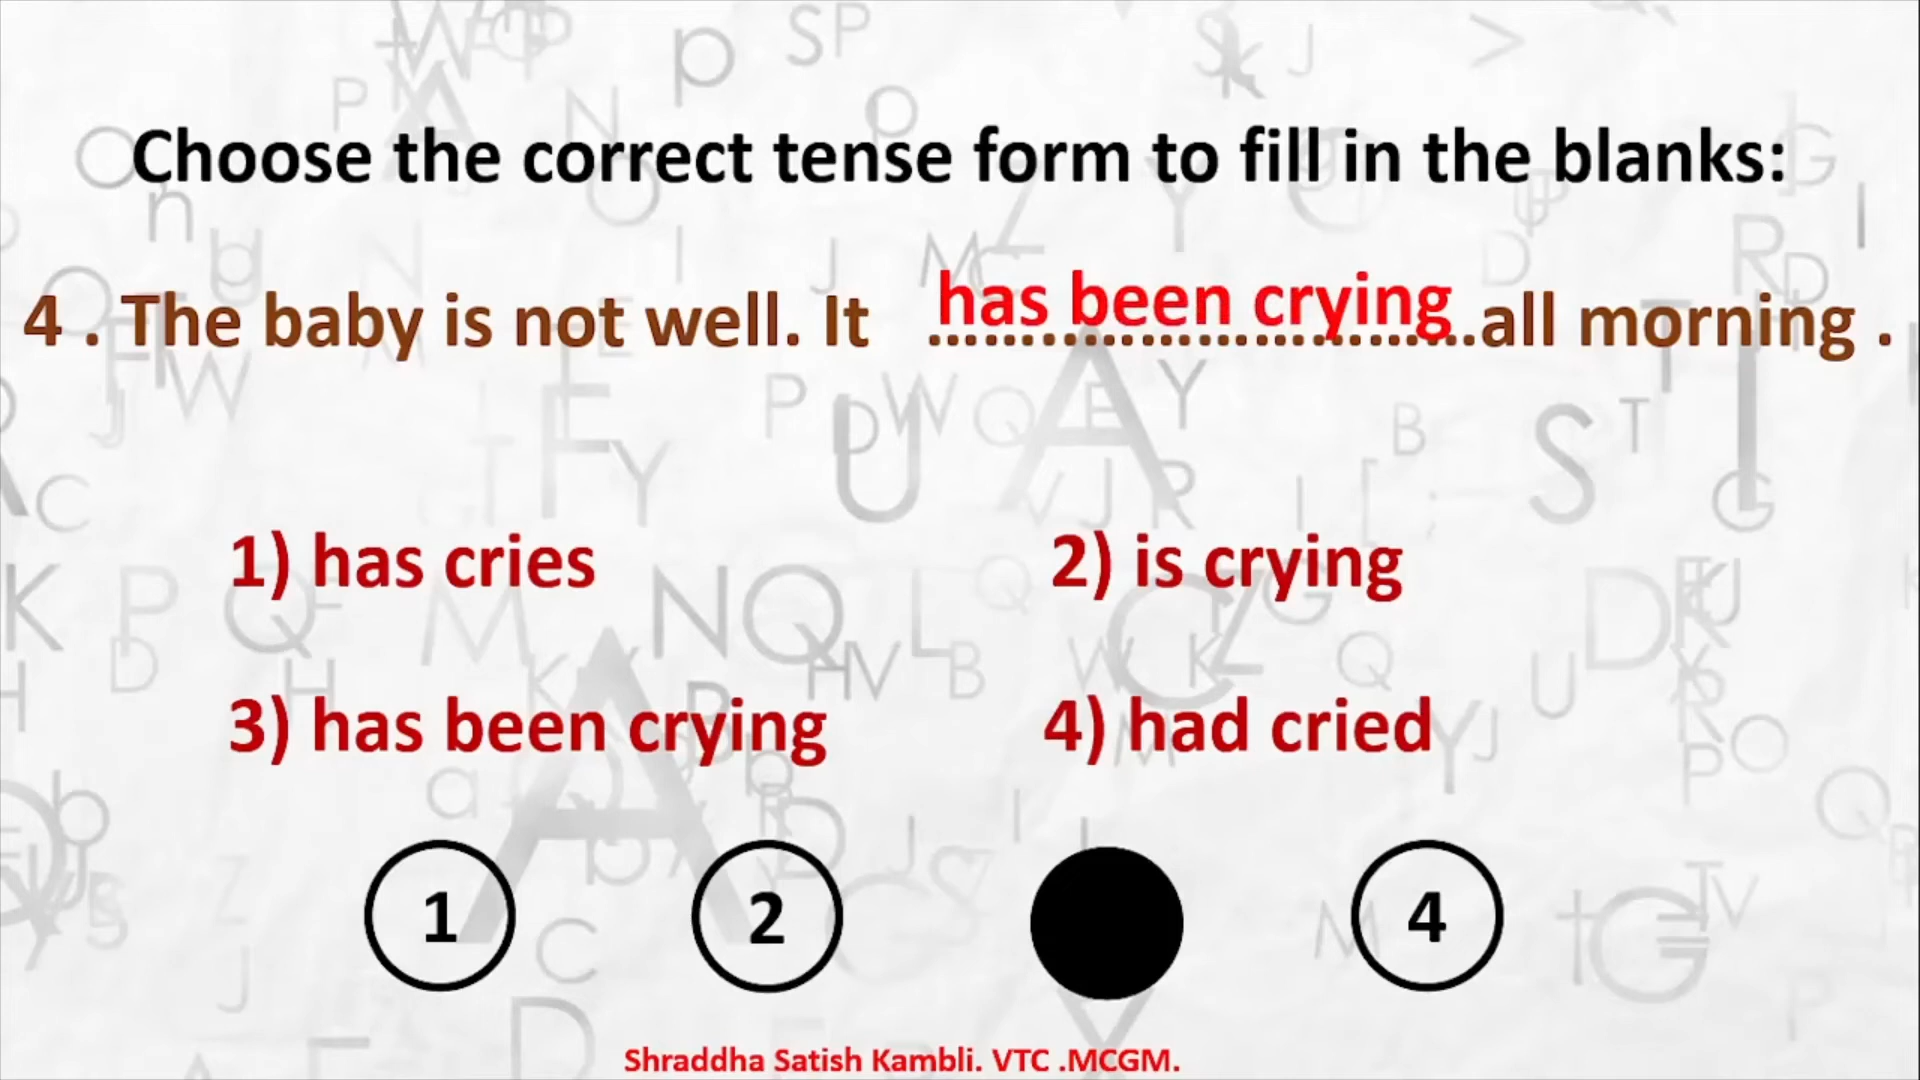 Choose the correct tense form to fill in the blanks:
4 . The baby is not well. It has been crying ..............................all morning .
1) has cries
2) is crying
3) has been crying
4) had cried
1 2 4
Shraddha Satish Kambli. VTC .MCGM.